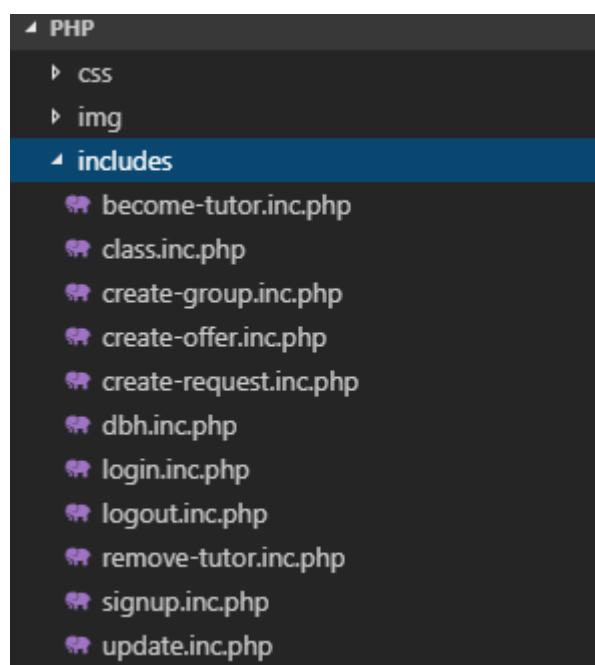 PHP
css
img
includes
become-tutor.inc.php
class.inc.php
create-group.inc.php
create-offer.inc.php
create-request.inc.php
dbh.inc.php
login.inc.php
logout.inc.php
remove-tutor.inc.php
signup.inc.php
update.inc.php